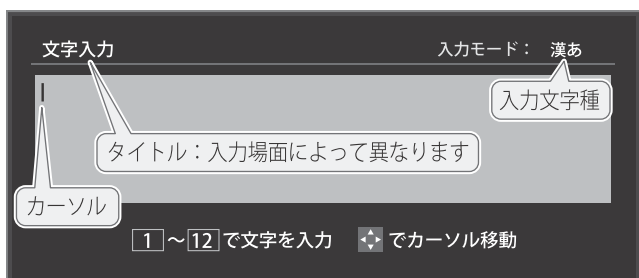 文字入力
入力モード： 漢あ
入力文字種
タイトル：入力場面によって異なります
カーソル
1～12で文字を入力 でカーソル移動